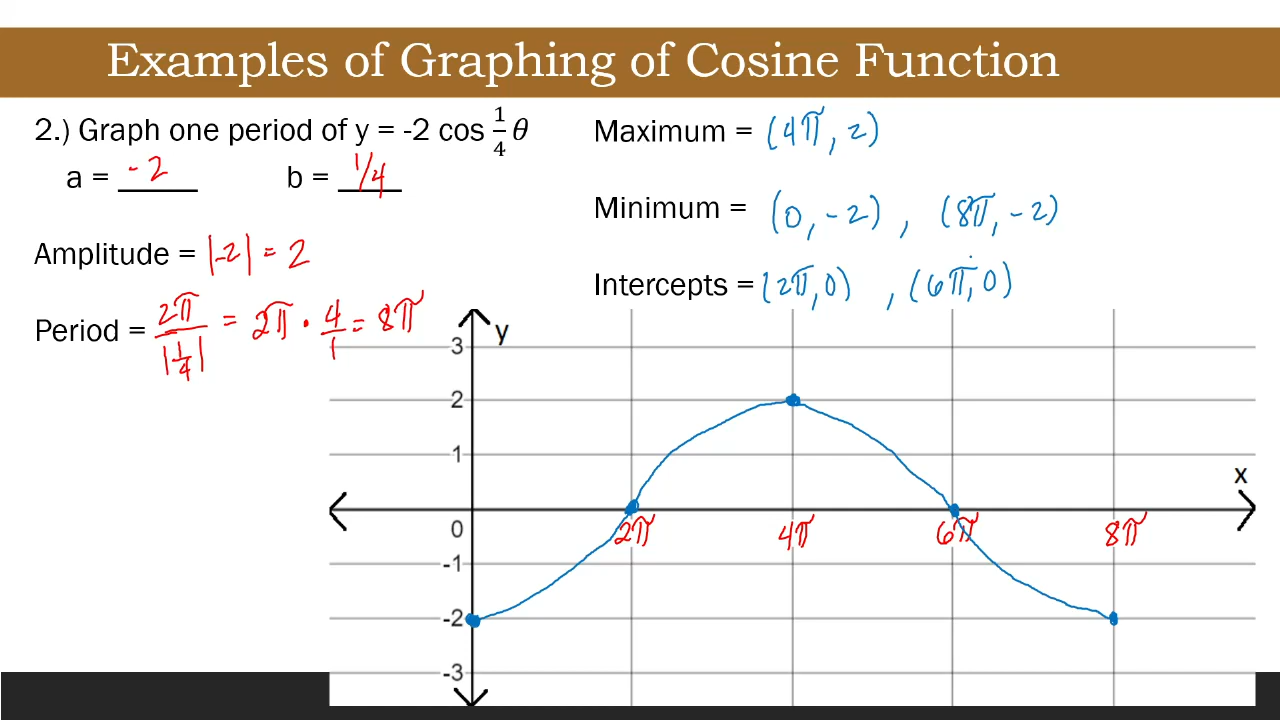 Examples of Graphing of Cosine Function
2.) Graph one period of y = -2 cos 1/4 θ
a = -2 b = 1/4
Amplitude = |-2| = 2
Period = 2π/|1/4| = 2π · 4/1 = 8π
Maximum = (4π, 2)
Minimum = (0, -2) , (8π, -2)
Intercepts = (2π, 0) , (6π, 0)
y
3
2
1
x
0 2π 4π 6π 8π
-1
-2
-3